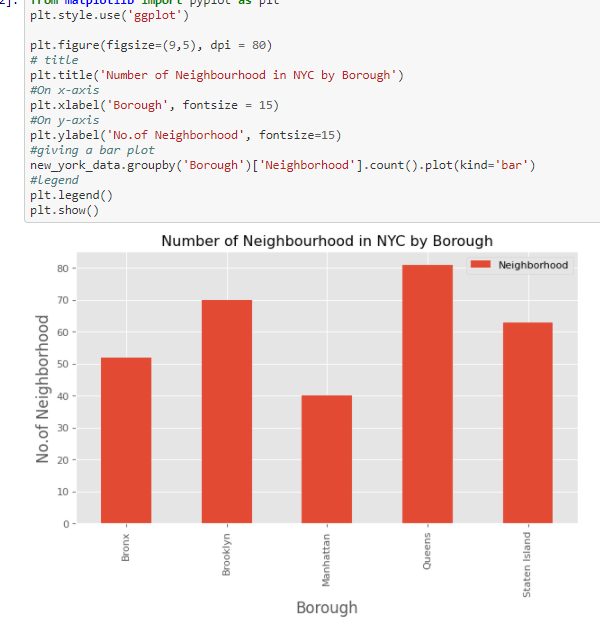 2]: from matplotlib import pyplot as plt
plt.style.use('ggplot')
plt.figure(figsize=(9,5), dpi = 80)
# title
plt.title('Number of Neighbourhood in NYC by Borough')
#On x-axis
plt.xlabel('Borough', fontsize = 15)
#On y-axis
plt.ylabel('No.of Neighborhood', fontsize=15)
#giving a bar plot
new_york_data.groupby('Borough')['Neighborhood'].count().plot(kind='bar')
#legend
plt.legend()
plt.show()
Number of Neighbourhood in NYC by Borough
Neighborhood
80
70
60
50
40
30
20
10
0
No.of Neighborhood
Bronx
Brooklyn
Manhattan
Queens
Staten Island
Borough